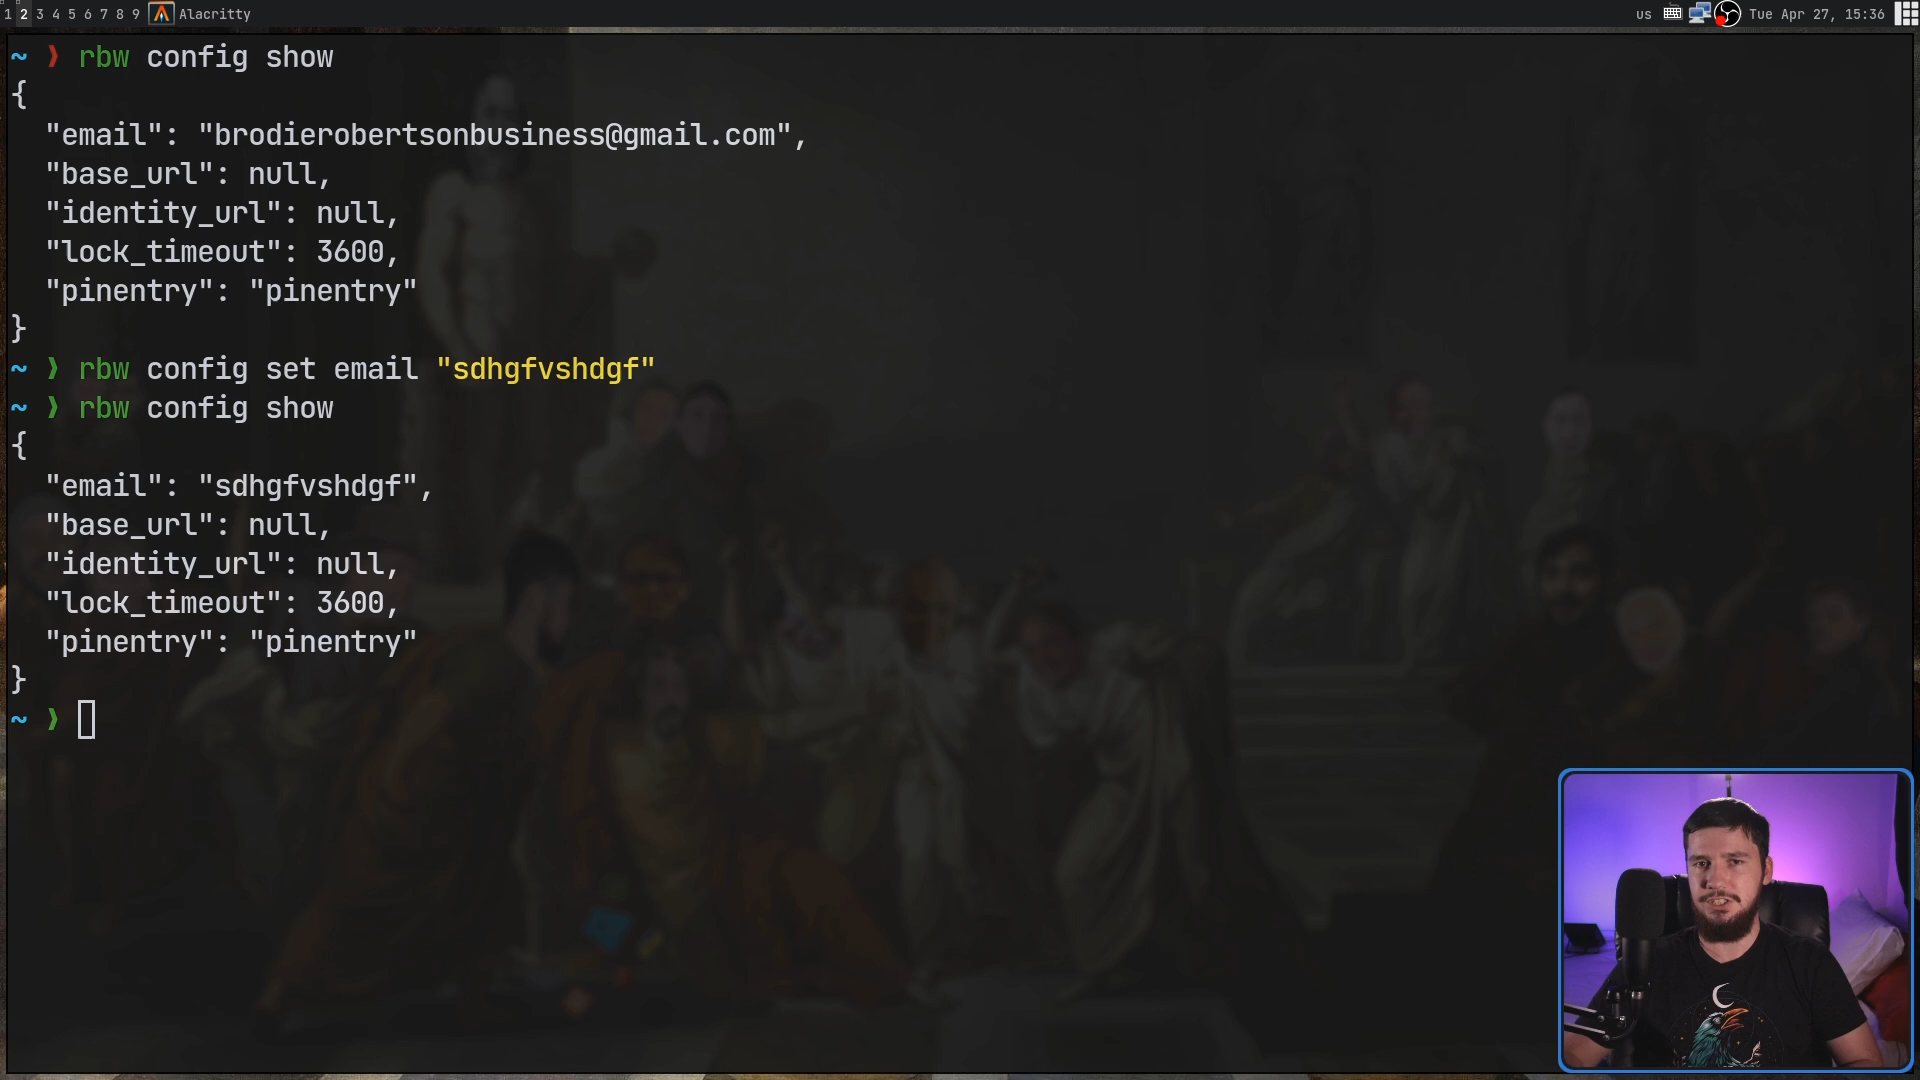 1 2 3 4 5 6 7 8 9 Alacritty us Tue Apr 27, 15:36
~ ❫ rbw config show
{
  "email": "brodierobertsonbusiness@gmail.com",
  "base_url": null,
  "identity_url": null,
  "lock_timeout": 3600,
  "pinentry": "pinentry"
}
~ ❫ rbw config set email "sdhgfvshdgf"
~ ❫ rbw config show
{
  "email": "sdhgfvshdgf",
  "base_url": null,
  "identity_url": null,
  "lock_timeout": 3600,
  "pinentry": "pinentry"
}
~ ❫